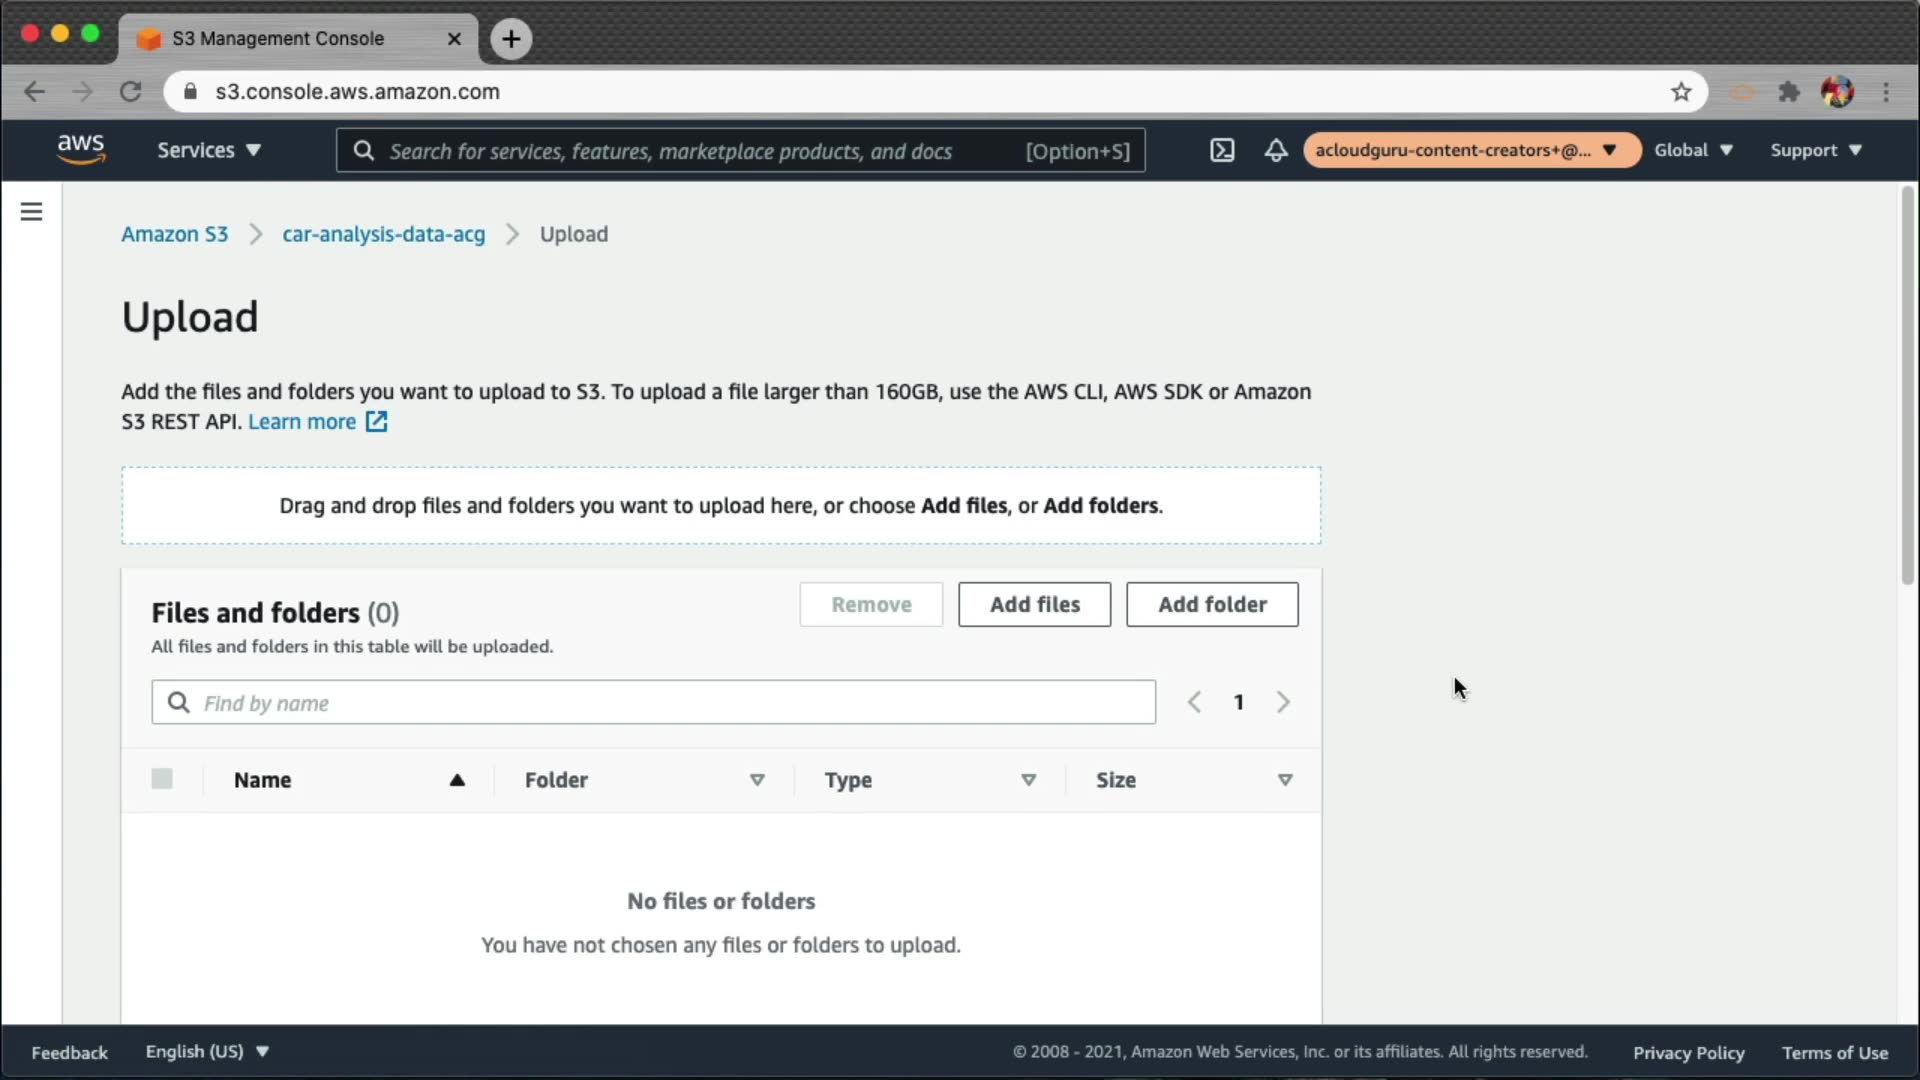 S3 Management Console
s3.console.aws.amazon.com
aws
Services
Search for services, features, marketplace products, and docs
[Option+S]
acloudguru-content-creators+@...
Global
Support
Amazon S3
car-analysis-data-acg
Upload
Upload
Add the files and folders you want to upload to S3. To upload a file larger than 160GB, use the AWS CLI, AWS SDK or Amazon
S3 REST API. Learn more
Drag and drop files and folders you want to upload here, or choose Add files, or Add folders.
Files and folders (0)
Remove
Add files
Add folder
All files and folders in this table will be uploaded.
Find by name
1
Name
Folder
Type
Size
No files or folders
You have not chosen any files or folders to upload.
Feedback
English (US)
© 2008 - 2021, Amazon Web Services, Inc. or its affiliates. All rights reserved.
Privacy Policy
Terms of Use